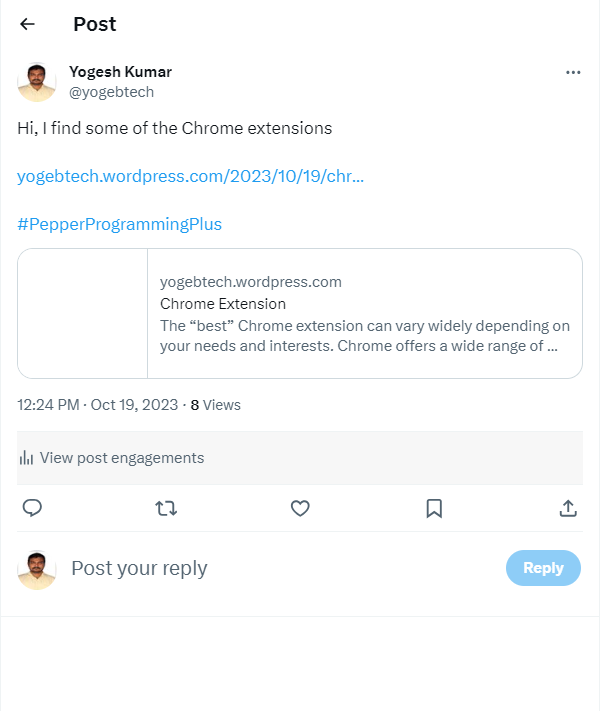 Post
Yogesh Kumar
@yogebtech
Hi, I find some of the Chrome extensions
yogebtech.wordpress.com/2023/10/19/chr...
#PepperProgrammingPlus
yogebtech.wordpress.com
Chrome Extension
The “best” Chrome extension can vary widely depending on
your needs and interests. Chrome offers a wide range of ...
12:24 PM · Oct 19, 2023 · 8 Views
View post engagements
Post your reply
Reply